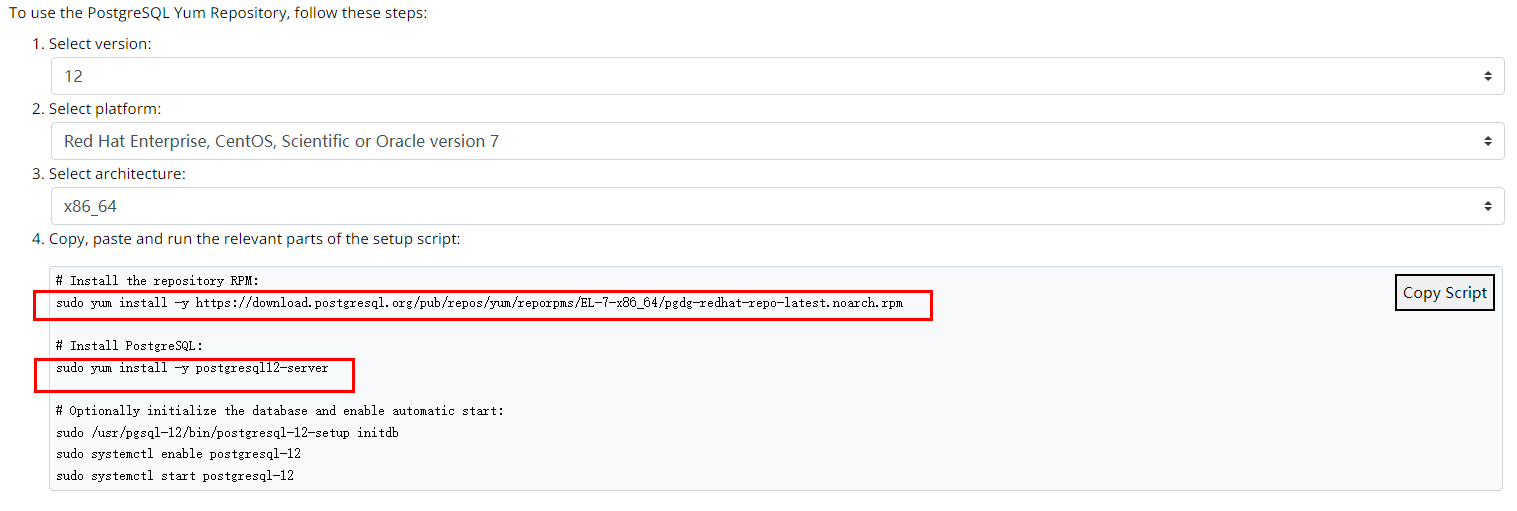 To use the PostgreSQL Yum Repository, follow these steps:
1. Select version:
12
2. Select platform:
Red Hat Enterprise, CentOS, Scientific or Oracle version 7
3. Select architecture:
x86_64
4. Copy, paste and run the relevant parts of the setup script:
Copy Script
# Install the repository RPM:
sudo yum install -y https://download.postgresql.org/pub/repos/yum/reporpms/EL-7-x86_64/pgdg-redhat-repo-latest.noarch.rpm
# Install PostgreSQL:
sudo yum install -y postgresql12-server
# Optionally initialize the database and enable automatic start:
sudo /usr/pgsql-12/bin/postgresql-12-setup initdb
sudo systemctl enable postgresql-12
sudo systemctl start postgresql-12